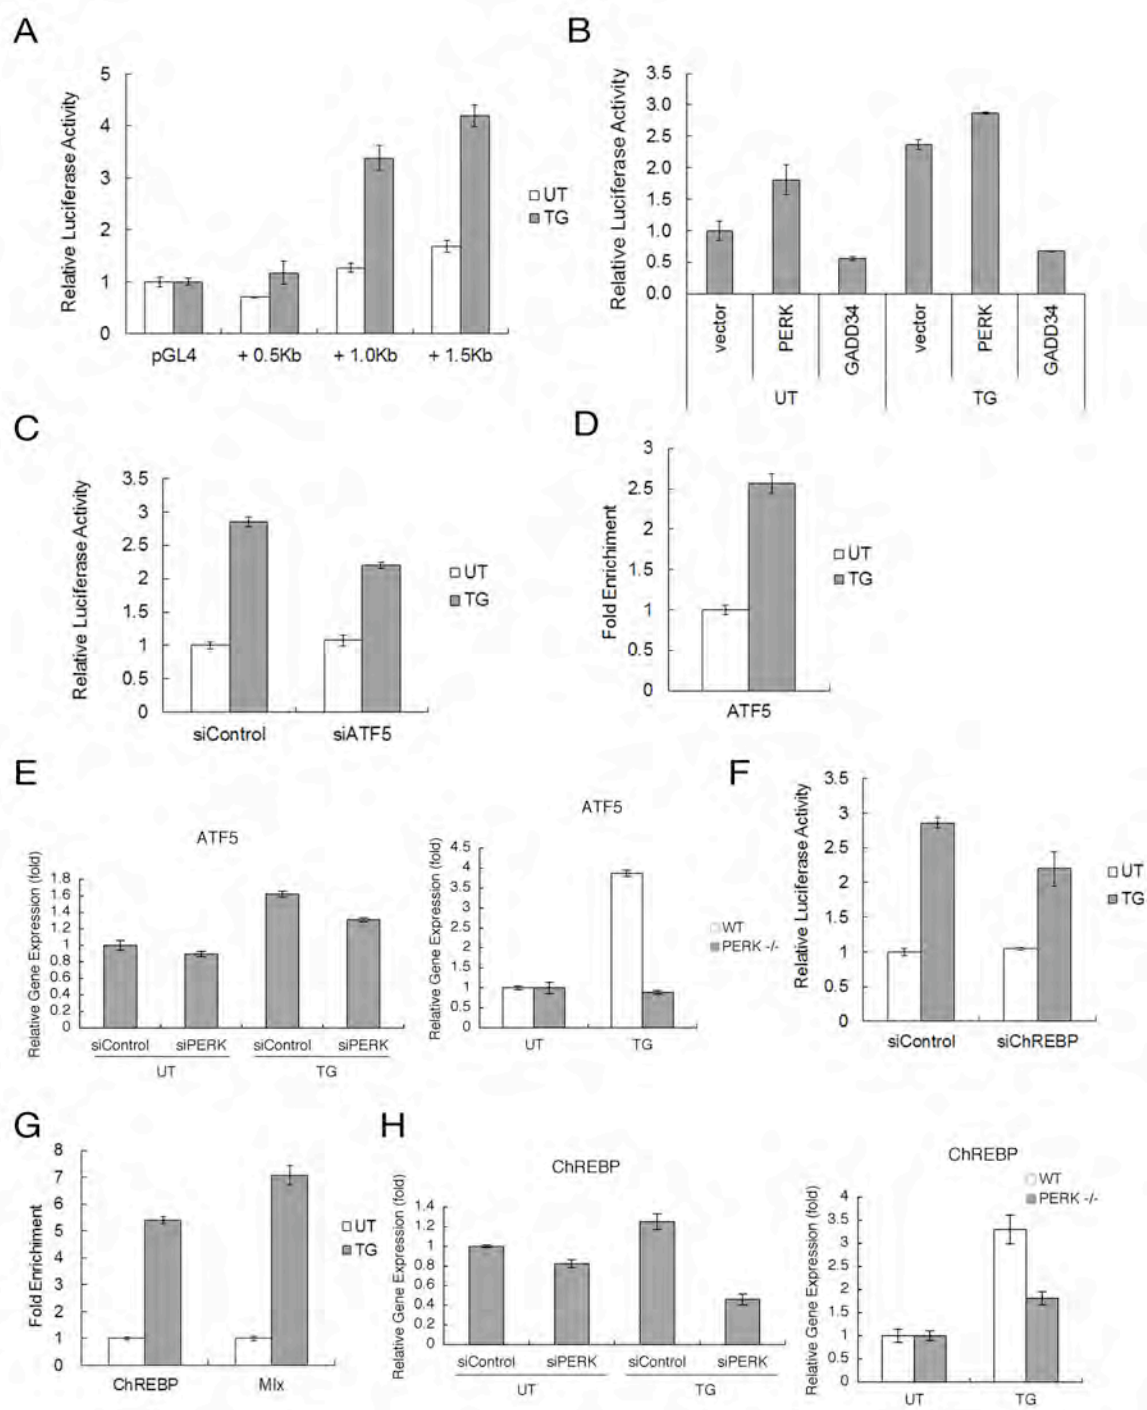 A
Relative Luciferase Activity
5
4
3
2
1
0
pGL4 + 0.5Kb + 1.0Kb + 1.5Kb
UT
TG
B
Relative Luciferase Activity
3.5
3.0
2.5
2.0
1.5
1.0
0.5
0.0
vector PERK GADD34 vector PERK GADD34
UT TG
C
Relative Luciferase Activity
3.5
3
2.5
2
1.5
1
0.5
0
siControl siATF5
UT
TG
D
Fold Enrichiment
3
2.5
2
1.5
1
0.5
0
ATF5
UT
TG
E
ATF5
Relative Gene Expression (fold)
1.8
1.6
1.4
1.2
1
0.8
0.6
0.4
0.2
0
siControl siPERK siControl siPERK
UT TG
ATF5
Relative Gene Expression (fold)
4.5
4
3.5
3
2.5
2
1.5
1
0.5
0
UT TG
WT
PERK -/-
F
Relative Luciferase Activity
3.5
3
2.5
2
1.5
1
0.5
0
siControl siChREBP
UT
TG
G
Fold Enrichiment
8
7
6
5
4
3
2
1
0
ChREBP Mlx
UT
TG
H
ChREBP
Relative Gene Expression (fold)
1.4
1.2
1
0.8
0.6
0.4
0.2
0
siControl siPERK siControl siPERK
UT TG
ChREBP
WT
PERK -/-
Relative Gene Expression (fold)
4
3.5
3
2.5
2
1.5
1
0.5
0
UT TG